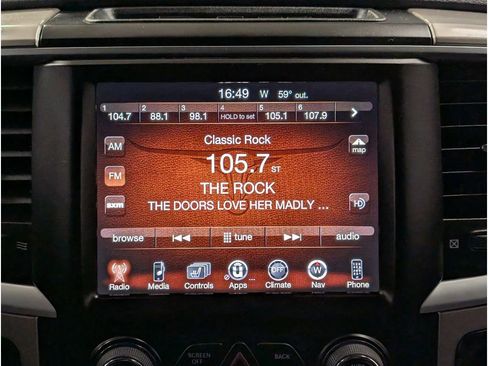 16:49 W 59° out.
1 2 3 4 5 6
104.7 88.1 98.1 HOLD to set 105.1 107.9
Classic Rock
AM
105.7 ST
map
FM
THE ROCK
sxm
THE DOORS LOVE HER MADLY ...
HD
browse tune audio
OFF W
Radio Media Controls Apps ... Climate Nav Phone
SCREEN OFF BACK